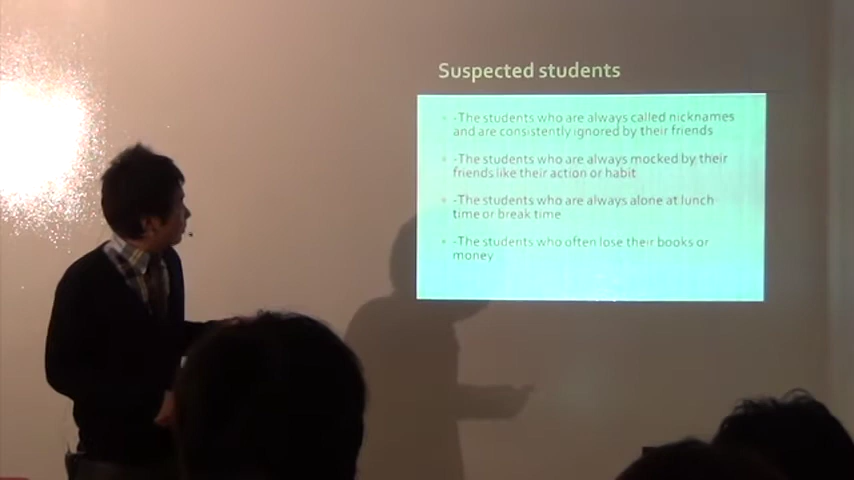 Suspected students
-The students who are always called nicknames
and are consistently ignored by their friends
-The students who are always mocked by their
friends like their action or habit
-The students who are always alone at lunch
time or break time
-The students who often lose their books or
money